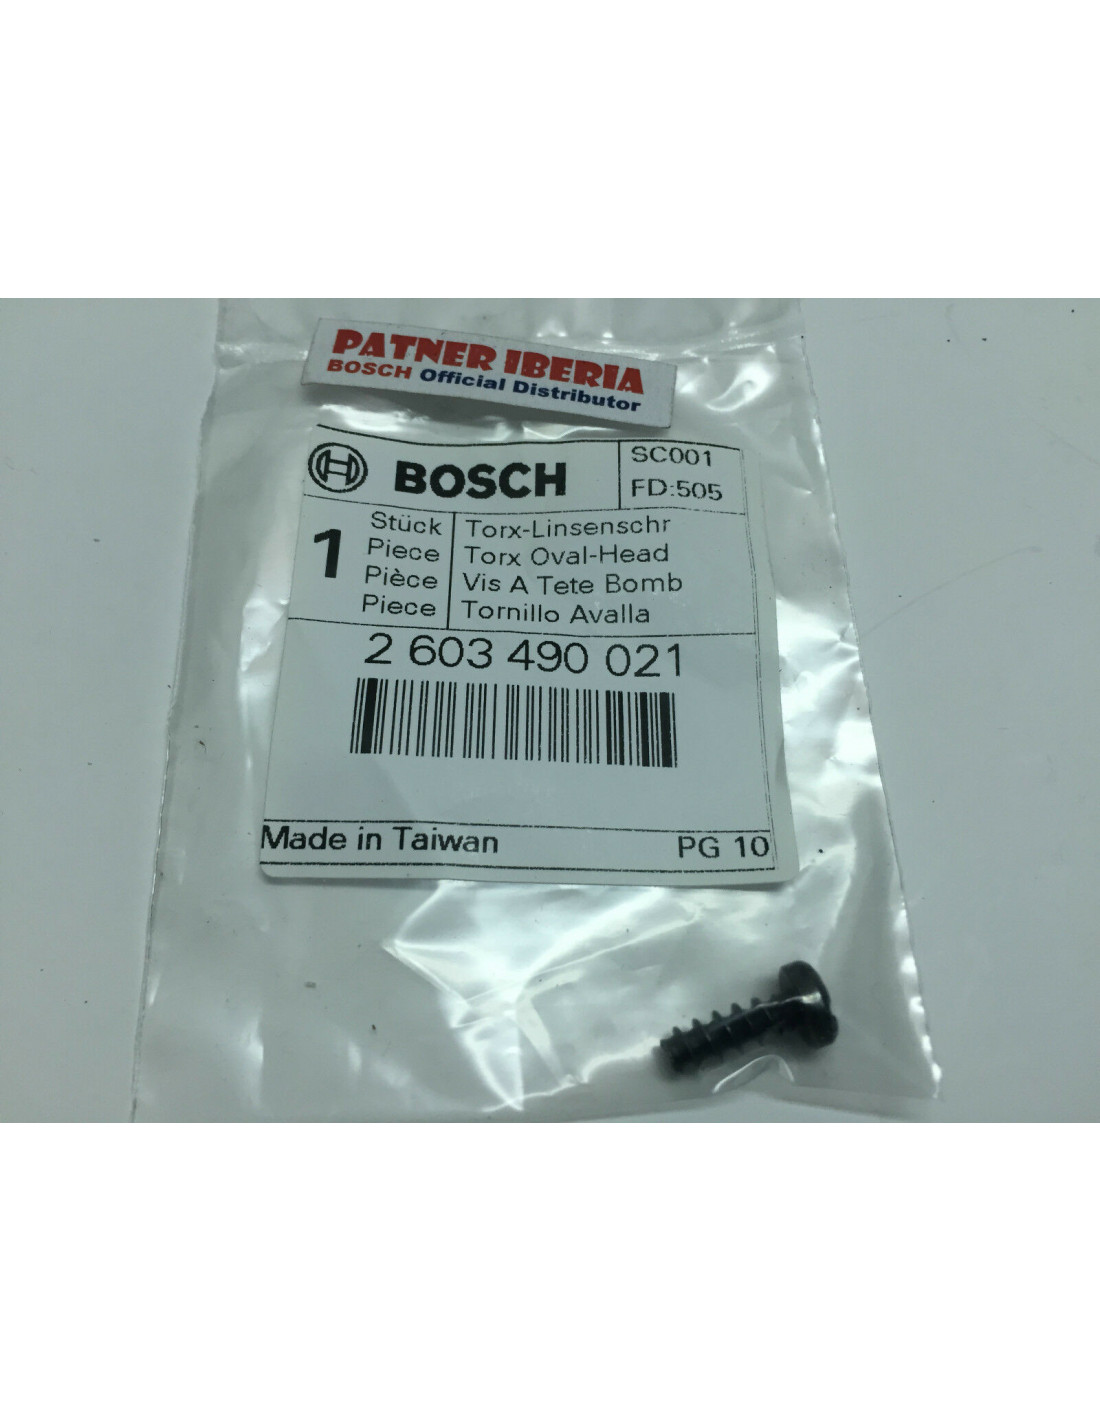 PATNER IBERIA
BOSCH Official Distributor
BOSCH
SC001
FD:505
1
Stück
Piece
Pièce
Piece
Torx-Linsenschr
Torx Oval-Head
Vis A Tete Bomb
Tornillo Avalla
2 603 490 021
Made in Taiwan
PG 10